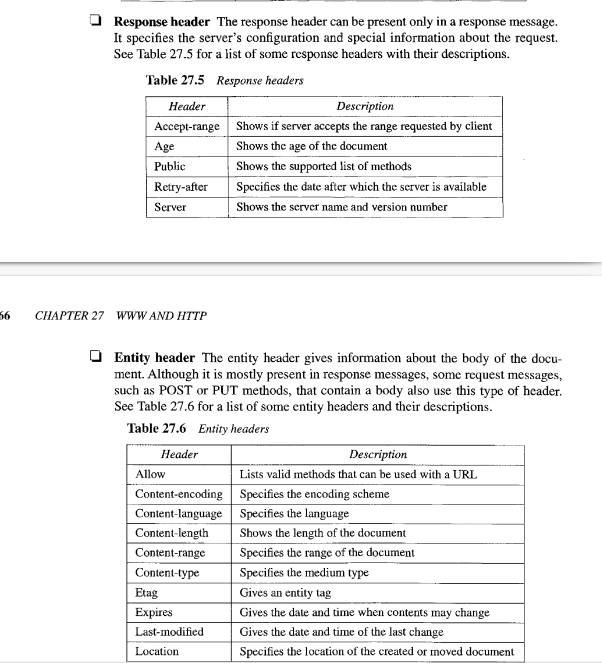 ❏ Response header The response header can be present only in a response message.
It specifies the server's configuration and special information about the request.
See Table 27.5 for a list of some response headers with their descriptions.
Table 27.5 Response headers
Header Description
Accept-range Shows if server accepts the range requested by client
Age Shows the age of the document
Public Shows the supported list of methods
Retry-after Specifies the date after which the server is available
Server Shows the server name and version number
66 CHAPTER 27 WWW AND HTTP
❏ Entity header The entity header gives information about the body of the docu-
ment. Although it is mostly present in response messages, some request messages,
such as POST or PUT methods, that contain a body also use this type of header.
See Table 27.6 for a list of some entity headers and their descriptions.
Table 27.6 Entity headers
Header Description
Allow Lists valid methods that can be used with a URL
Content-encoding Specifies the encoding scheme
Content-language Specifies the language
Content-length Shows the length of the document
Content-range Specifies the range of the document
Content-type Specifies the medium type
Etag Gives an entity tag
Expires Gives the date and time when contents may change
Last-modified Gives the date and time of the last change
Location Specifies the location of the created or moved document